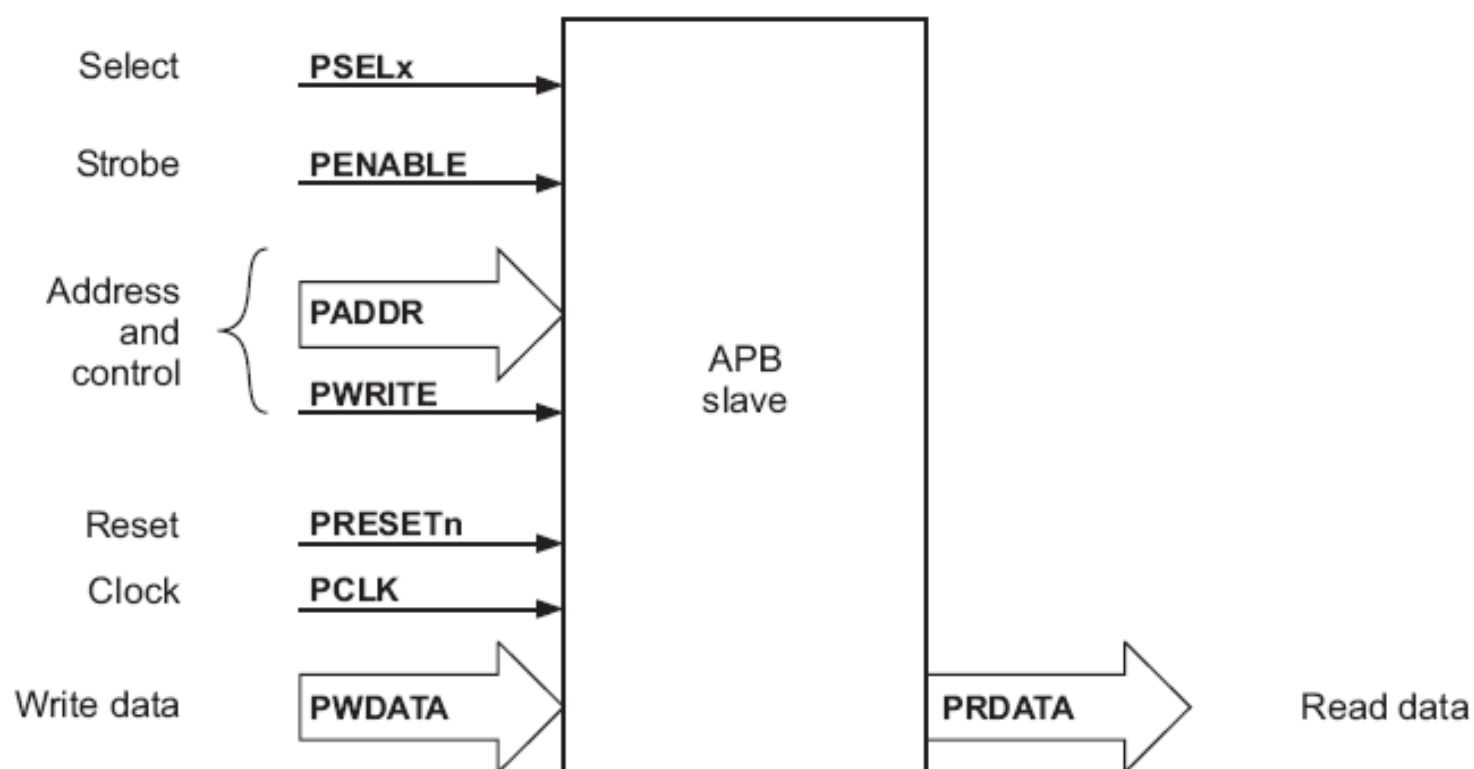 Select PSELx
Strobe PENABLE
Address
and
control
PADDR
PWRITE
APB
slave
Reset PRESETn
Clock PCLK
Write data PWDATA
PRDATA Read data